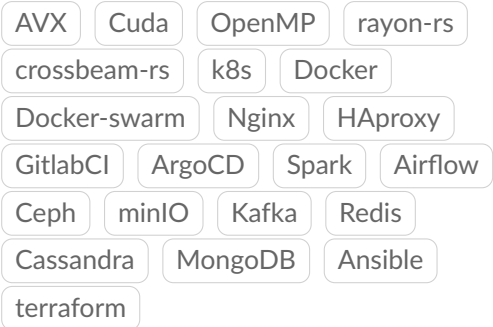 AVX Cuda OpenMP rayon-rs
crossbeam-rs k8s Docker
Docker-swarm Nginx HAproxy
GitlabCI ArgoCD Spark Airflow
Ceph minIO Kafka Redis
Cassandra MongoDB Ansible
terraform